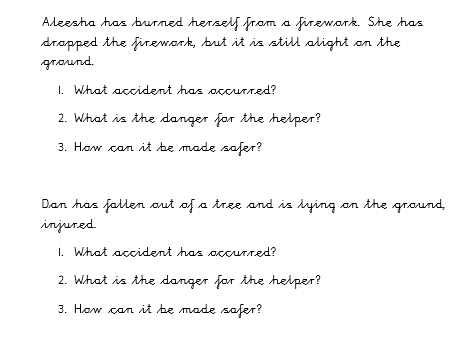 Aleesha has burned herself from a firework. She has
dropped the firework, but it is still alight on the
ground.
1. What accident has occurred?
2. What is the danger for the helper?
3. How can it be made safer?
Dan has fallen out of a tree and is lying on the ground,
injured.
1. What accident has occurred?
2. What is the danger for the helper?
3. How can it be made safer?